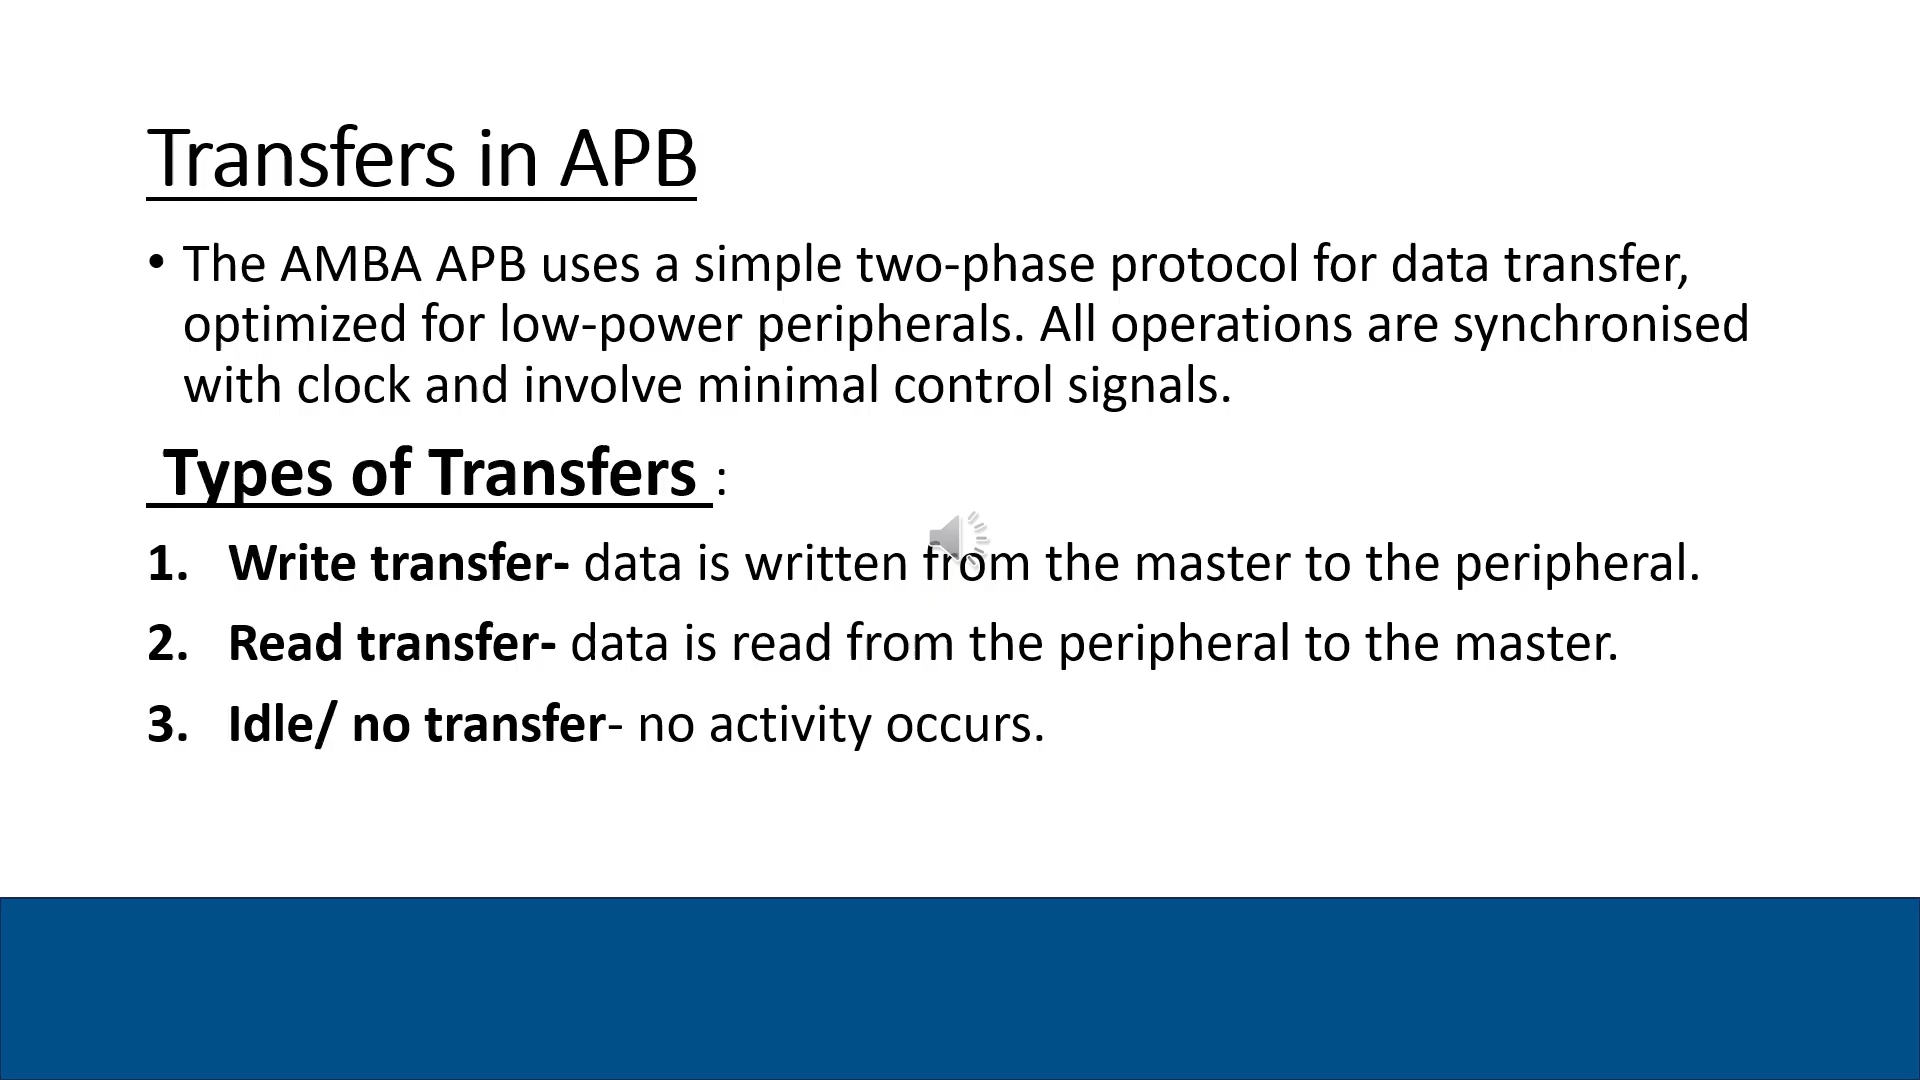 Transfers in APB
• The AMBA APB uses a simple two-phase protocol for data transfer,
optimized for low-power peripherals. All operations are synchronised
with clock and involve minimal control signals.
Types of Transfers :
1. Write transfer- data is written from the master to the peripheral.
2. Read transfer- data is read from the peripheral to the master.
3. Idle/ no transfer- no activity occurs.